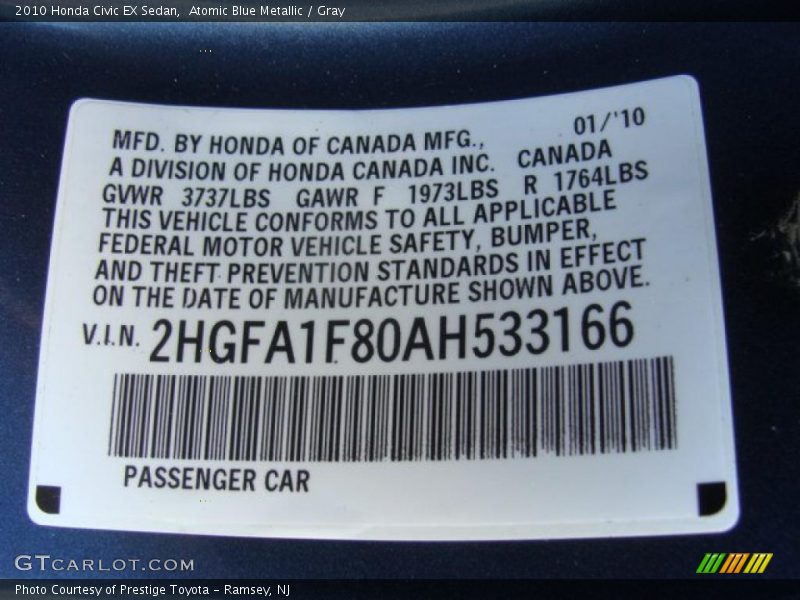 2010 Honda Civic EX Sedan,  Atomic Blue Metallic / Gray
01/'10
MFD. BY HONDA OF CANADA MFG.,
A DIVISION OF HONDA CANADA INC. CANADA
GVWR 3737LBS GAWR F 1973LBS R 1764LBS
THIS VEHICLE CONFORMS TO ALL APPLICABLE
FEDERAL MOTOR VEHICLE SAFETY, BUMPER,
AND THEFT PREVENTION STANDARDS IN EFFECT
ON THE DATE OF MANUFACTURE SHOWN ABOVE.
V.I.N. 2HGFA1F80AH533166
PASSENGER CAR
GTCARLOT.COM
Photo Courtesy of Prestige Toyota - Ramsey, NJ